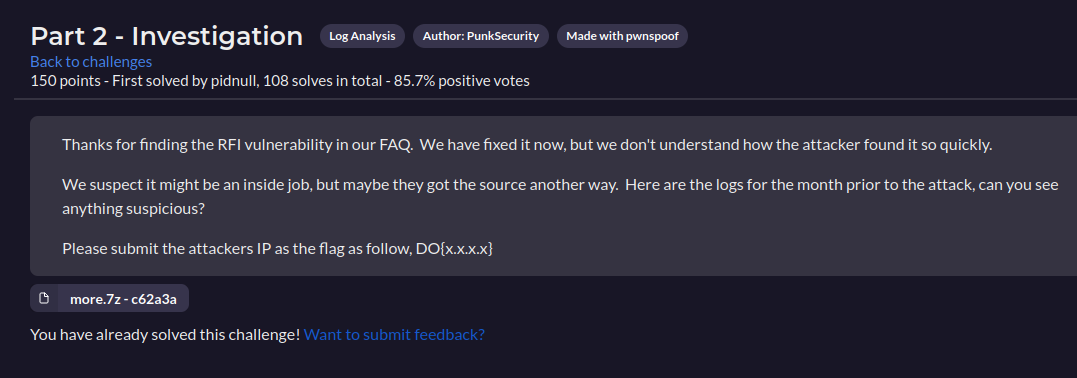 Part 2 - Investigation Log Analysis Author: PunkSecurity Made with pwnspoof
Back to challenges
150 points - First solved by pidnull, 108 solves in total - 85.7% positive votes
Thanks for finding the RFI vulnerability in our FAQ. We have fixed it now, but we don't understand how the attacker found it so quickly.
We suspect it might be an inside job, but maybe they got the source another way. Here are the logs for the month prior to the attack, can you see
anything suspicious?
Please submit the attackers IP as the flag as follow, DO{x.x.x.x}
more.7z - c62a3a
You have already solved this challenge! Want to submit feedback?